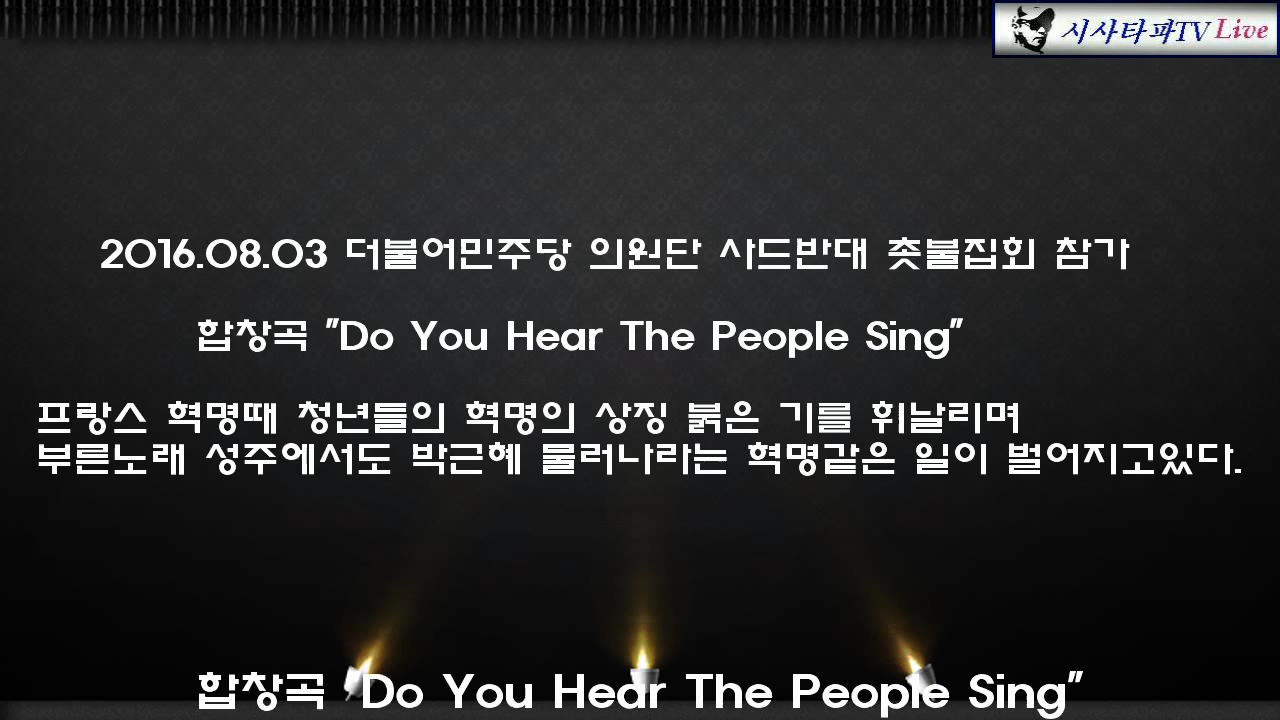 시사타파TV Live
2016.08.03 더불어민주당 의원단 사드반대 촛불집회 참가
합창곡 "Do You Hear The People Sing"
프랑스 혁명때 청년들의 혁명의 상징 붉은 기를 휘날리며
부른노래 성주에서도 박근혜 물러나라는 혁명같은 일이 벌어지고있다.
합창곡 "Do You Hear The People Sing"